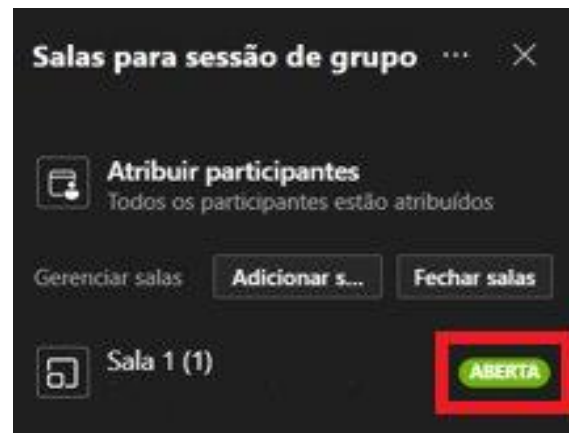 Salas para sessão de grupo ...
Atribuir participantes
Todos os participantes estão atribuídos
Gerenciar salas Adicionar s... Fechar salas
Sala 1 (1) ABERTA